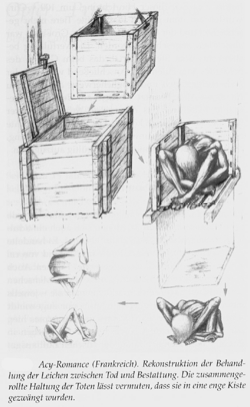 Acy-Romance (Frankreich). Rekonstruktion der Behand-
lung der Leichen zwischen Tod und Bestattung. Die zusammenge-
rollte Haltung der Toten lässt vermuten, dass sie in eine enge Kiste
gezwängt wurden.